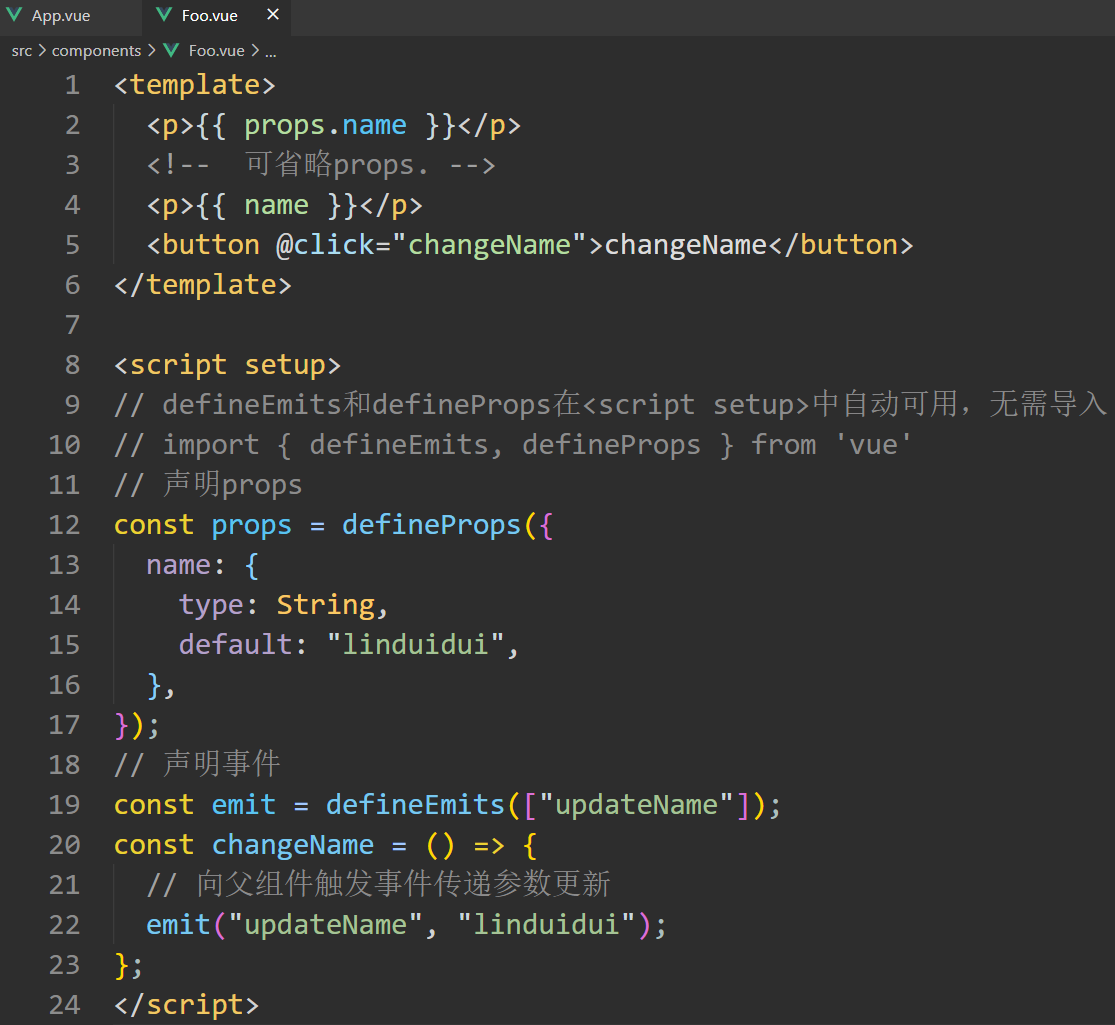 App.vue Foo.vue ×
src > components > Foo.vue > ...
1 <template>
2   <p>{{ props.name }}</p>
3   <!--  可省略props. -->
4   <p>{{ name }}</p>
5   <button @click="changeName">changeName</button>
6 </template>
7
8 <script setup>
9 // defineEmits和defineProps在<script setup>中自动可用，无需导入
10 // import { defineEmits, defineProps } from 'vue'
11 // 声明props
12 const props = defineProps({
13   name: {
14     type: String,
15     default: "linduidui",
16   },
17 });
18 // 声明事件
19 const emit = defineEmits(["updateName"]);
20 const changeName = () => {
21   // 向父组件触发事件传递参数更新
22   emit("updateName", "linduidui");
23 };
24 </script>